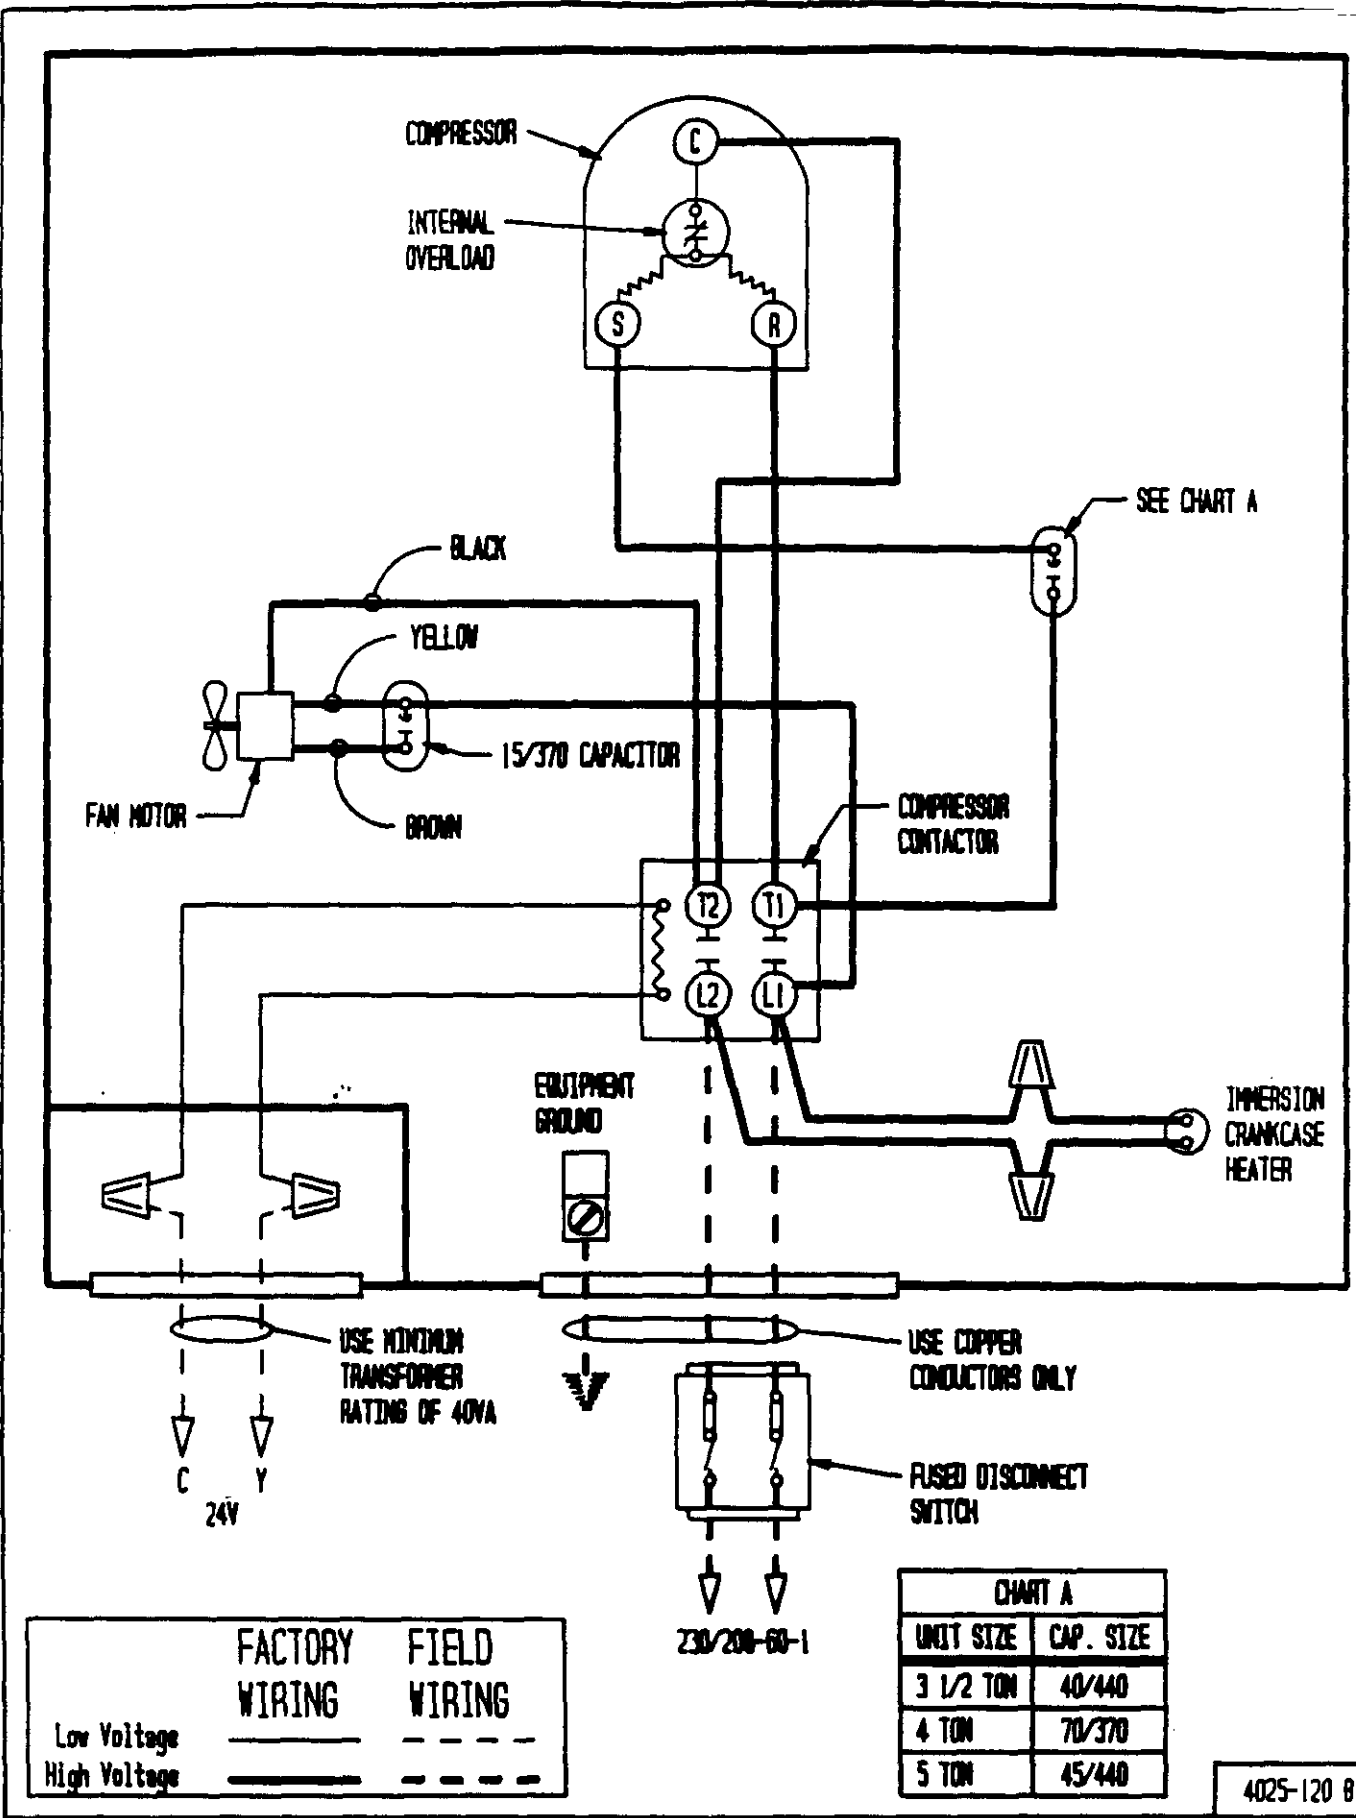 COMPRESSOR
C
INTERNAL
OVERLOAD
S
R
SEE CHART A
BLACK
YELLOW
15/370 CAPACITOR
FAN MOTOR
BROWN
COMPRESSOR
CONTACTOR
T2
T1
L2
L1
EQUIPMENT
GROUND
IMMERSION
CRANKCASE
HEATER
USE MINIMUM
TRANSFORMER
RATING OF 40VA
USE COPPER
CONDUCTORS ONLY
C
Y
24V
FUSED DISCONNECT
SWITCH
230/208-60-1
FACTORY WIRING
FIELD WIRING
Low Voltage
High Voltage
CHART A
UNIT SIZE CAP. SIZE
3 1/2 TON 40/440
4 TON 70/370
5 TON 45/440
4025-120 B